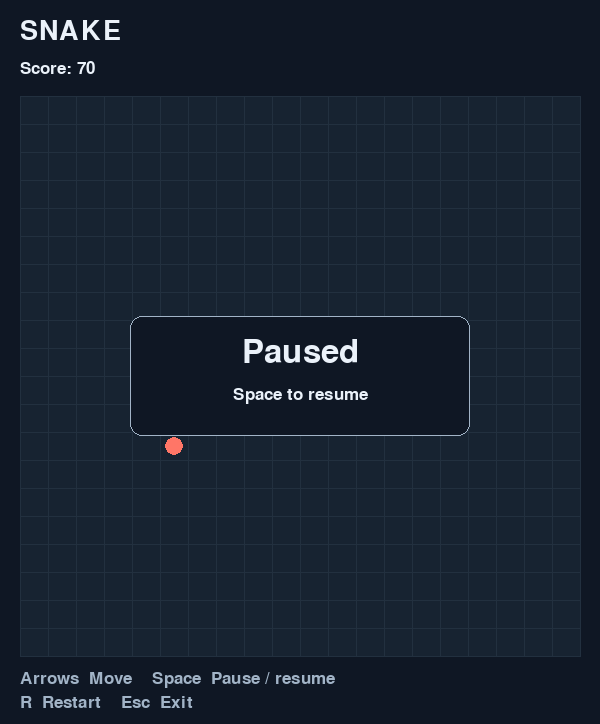 SNAKE
Score: 70
Paused
Space to resume
Arrows Move Space Pause / resume
R Restart Esc Exit